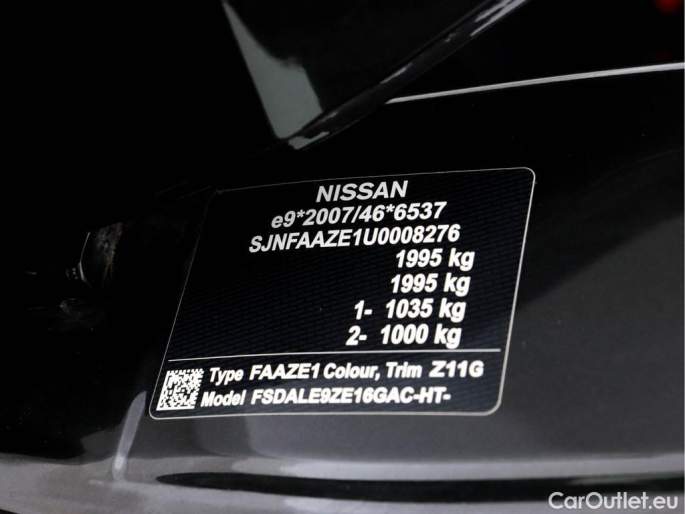 NISSAN
e9*2007/46*6537
SJNFAAZE1U0008276
1995 kg
1995 kg
1- 1035 kg
2- 1000 kg
Type FAAZE1 Colour, Trim Z11G
Model FSDALE9ZE16GAC-HT-
CarOutlet.eu